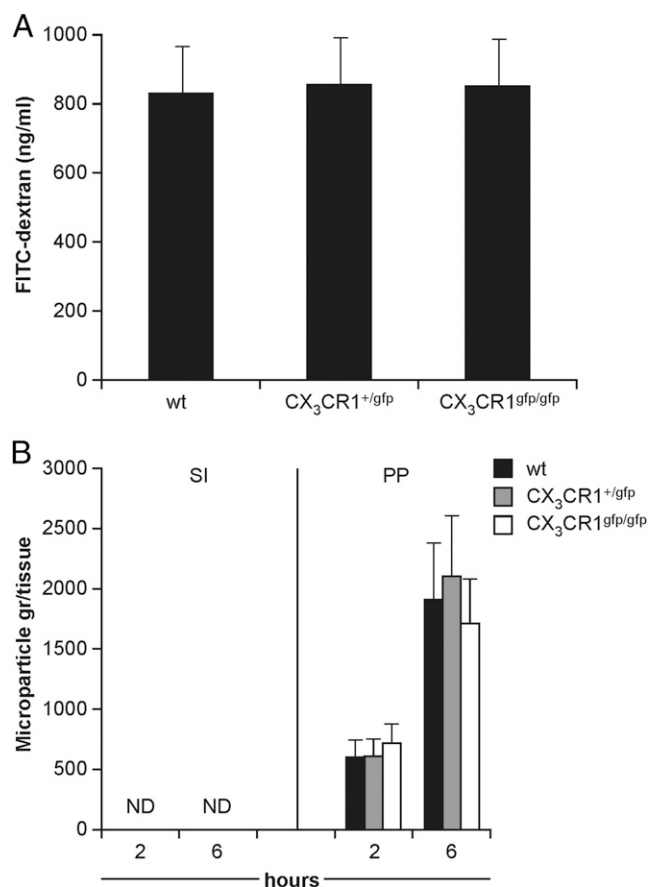 A
FITC-dextran (ng/ml)
1000
800
600
400
200
0
wt CX₃CR1⁺/ᵍᶠᵖ CX₃CR1ᵍᶠᵖ/ᵍᶠᵖ
B
Microparticle gr/tissue
3000
2500
2000
1500
1000
500
0
SI PP
wt
CX₃CR1⁺/ᵍᶠᵖ
CX₃CR1ᵍᶠᵖ/ᵍᶠᵖ
ND ND
2 6 2 6
hours